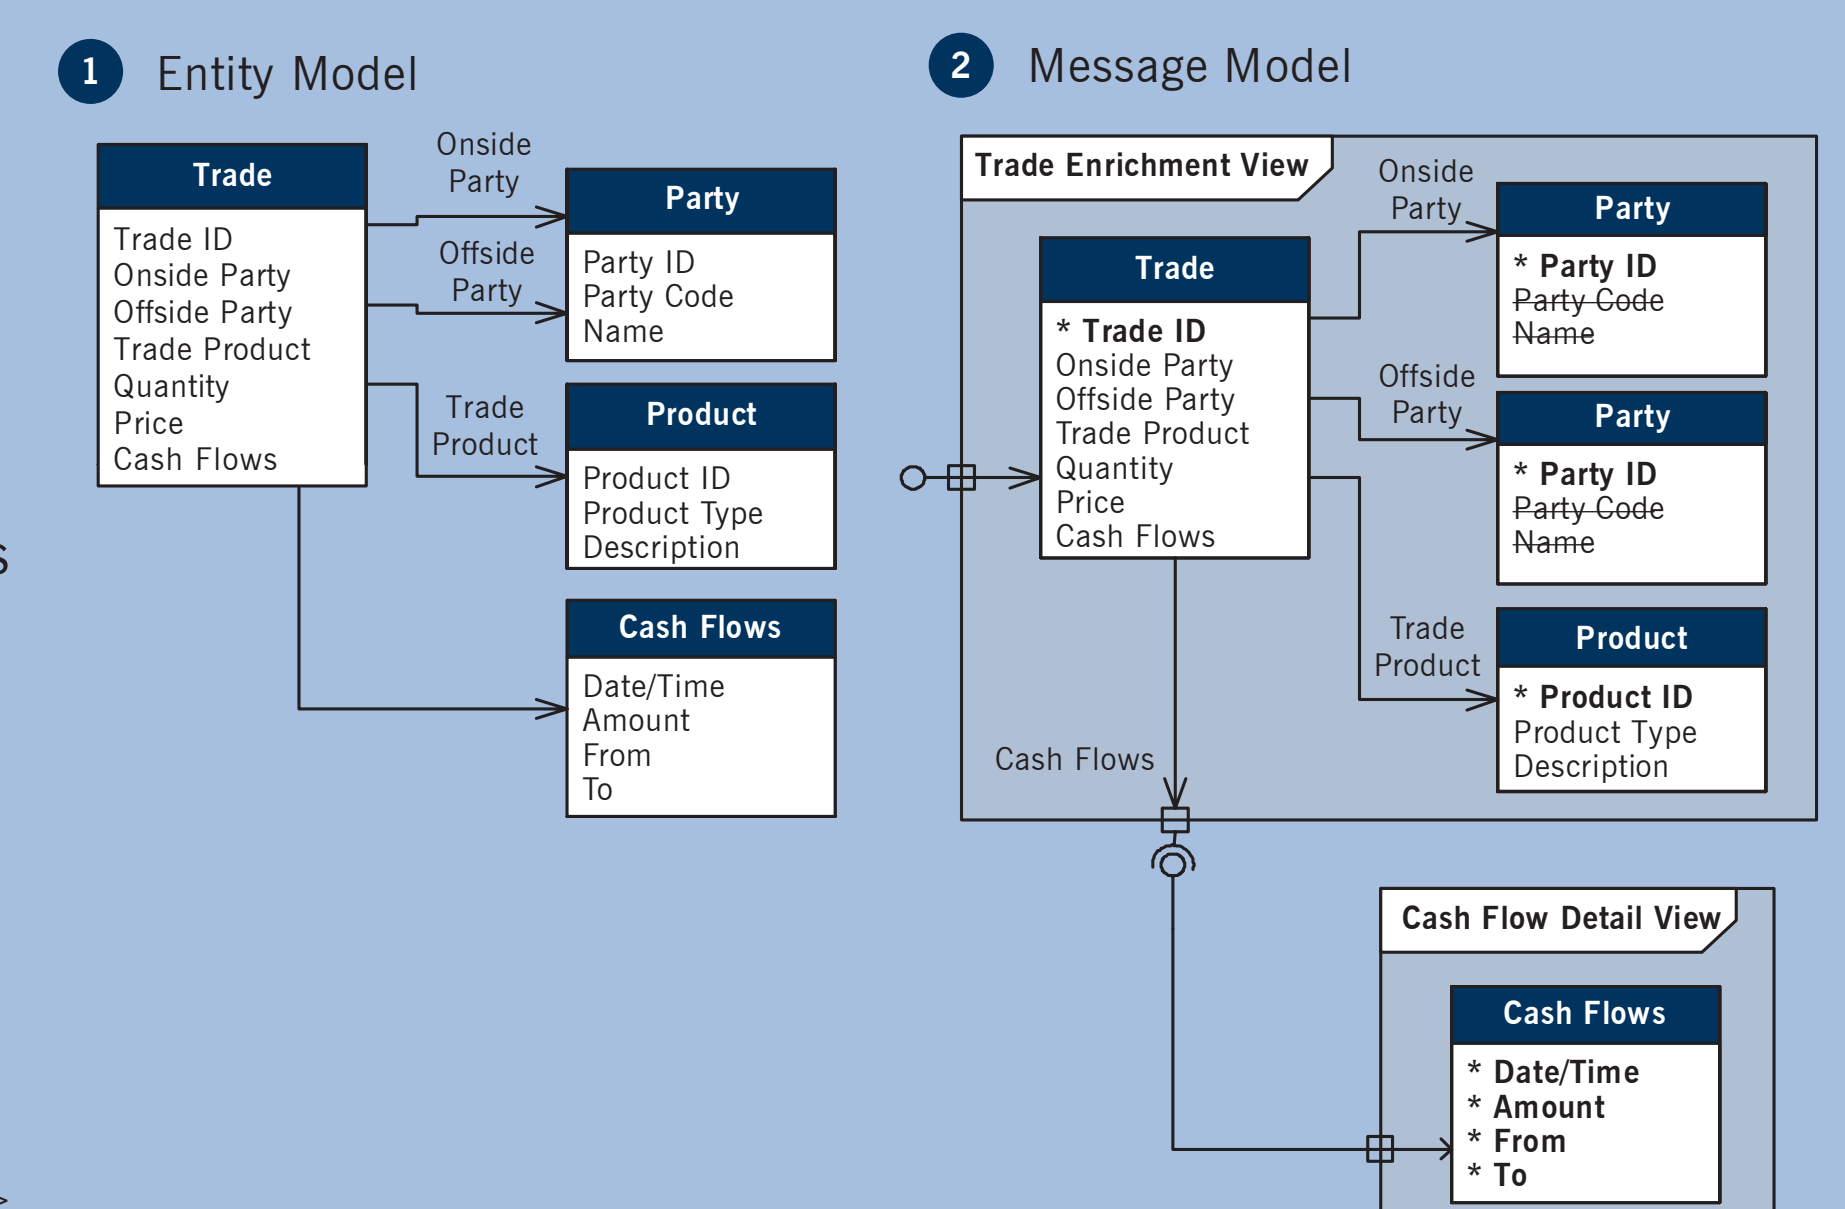 1 Entity Model
Trade
Trade ID
Onside Party
Offside Party
Trade Product
Quantity
Price
Cash Flows
Onside
Party
Offside
Party
Trade
Product
Party
Party ID
Party Code
Name
Product
Product ID
Product Type
Description
Cash Flows
Date/Time
Amount
From
To
s
>
2 Message Model
Trade Enrichment View
Trade
* Trade ID
Onside Party
Offside Party
Trade Product
Quantity
Price
Cash Flows
Onside
Party
Offside
Party
Trade
Product
Cash Flows
Party
* Party ID
Party Code
Name
Party
* Party ID
Party Code
Name
Product
* Product ID
Product Type
Description
Cash Flow Detail View
Cash Flows
* Date/Time
* Amount
* From
* To